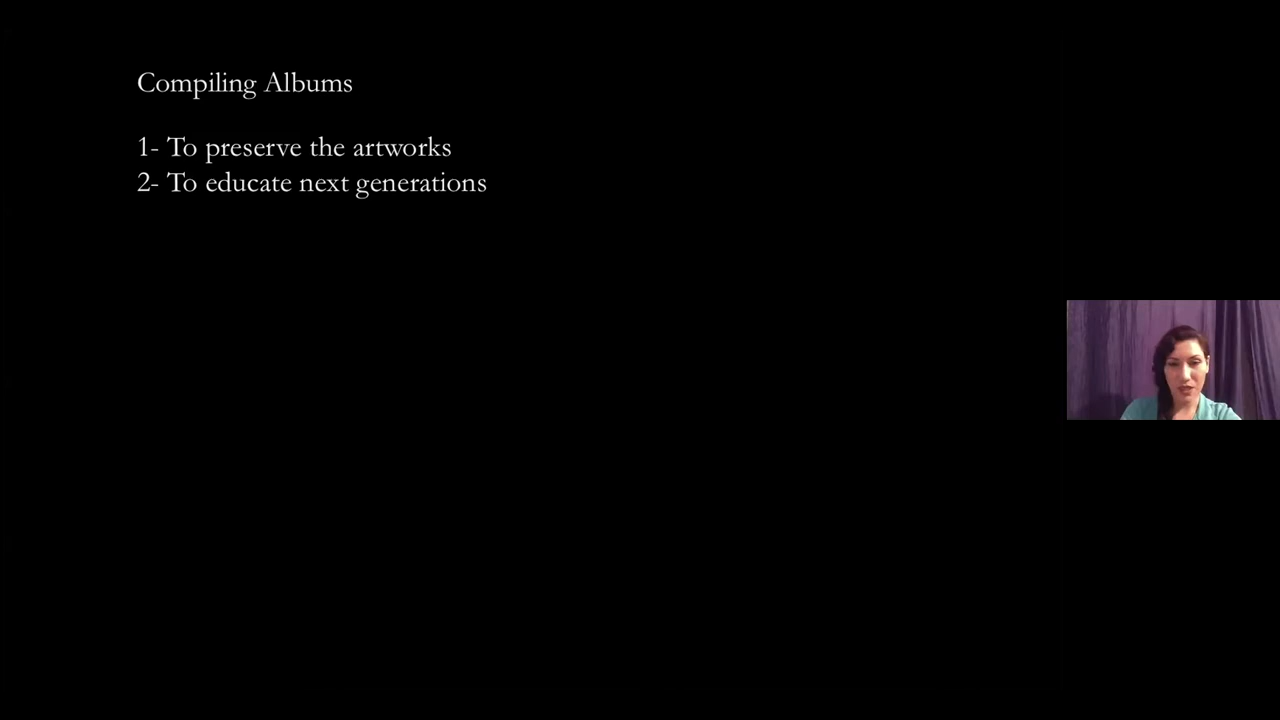 Compiling Albums
1- To preserve the artworks
2- To educate next generations